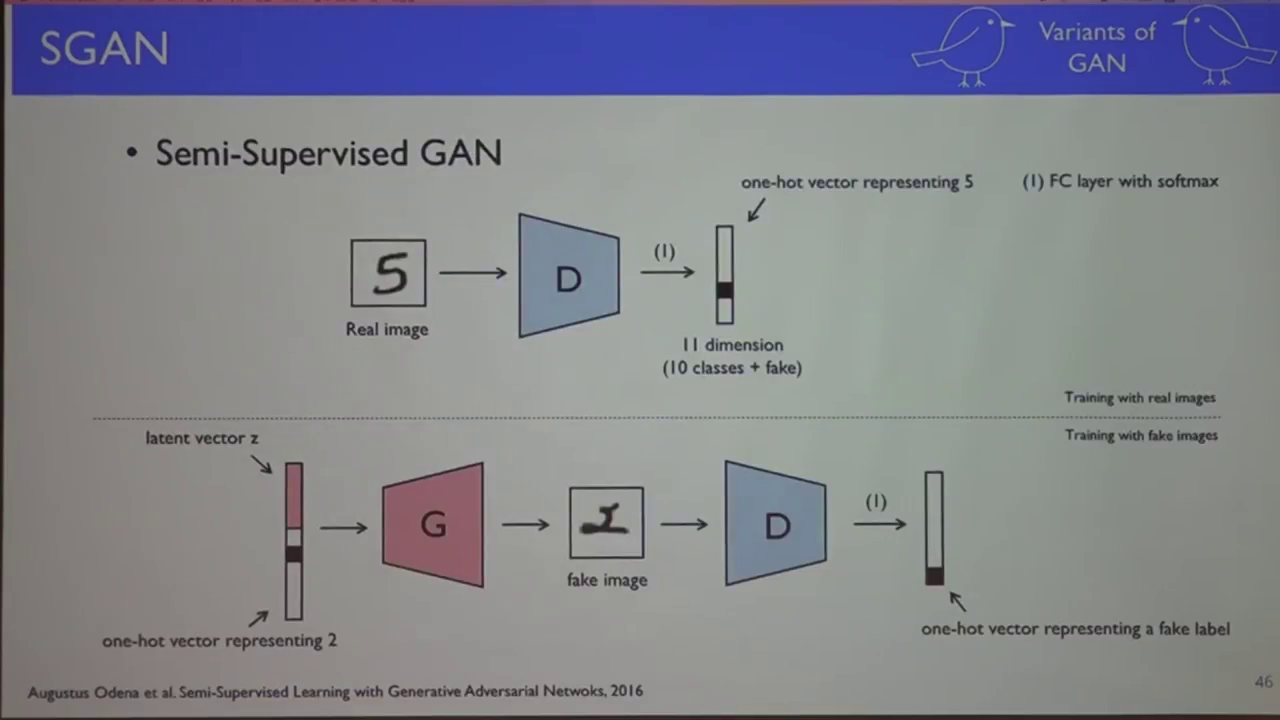 SGAN
Variants of
GAN
• Semi-Supervised GAN
one-hot vector representing 5
(1) FC layer with softmax
5
D
(1)
Real image
11 dimension
(10 classes + fake)
Training with real images
Training with fake images
latent vector z
G
D
(1)
fake image
one-hot vector representing 2
one-hot vector representing a fake label
Augustus Odena et al. Semi-Supervised Learning with Generative Adversarial Netwoks, 2016
46